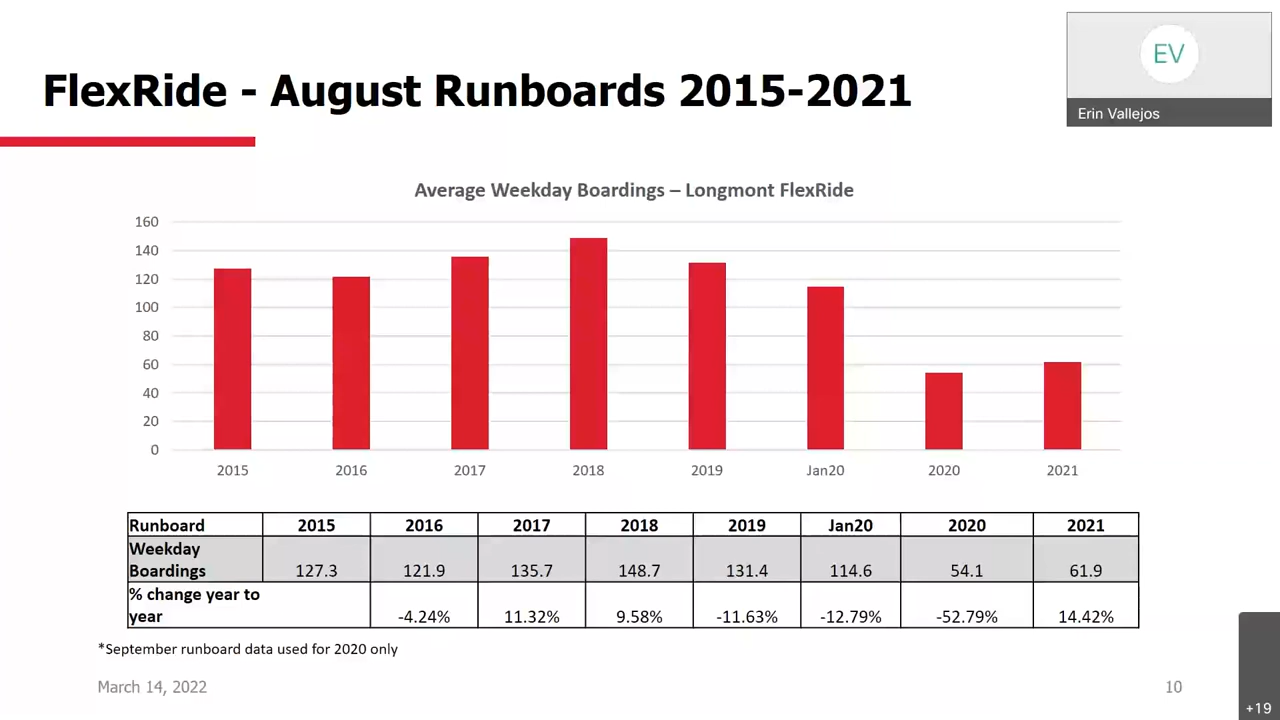 FlexRide - August Runboards 2015-2021
EV
Erin Vallejos
Average Weekday Boardings – Longmont FlexRide
160
140
120
100
80
60
40
20
0
2015 2016 2017 2018 2019 Jan20 2020 2021
Runboard 2015 2016 2017 2018 2019 Jan20 2020 2021
Weekday
Boardings 127.3 121.9 135.7 148.7 131.4 114.6 54.1 61.9
% change year to
year -4.24% 11.32% 9.58% -11.63% -12.79% -52.79% 14.42%
*September runboard data used for 2020 only
March 14, 2022 10
+19